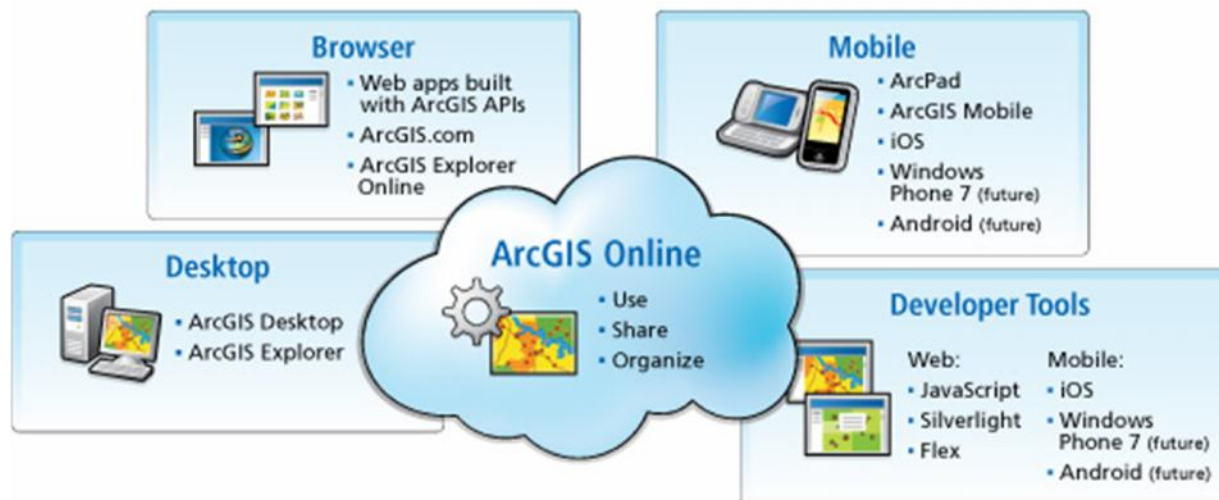 Browser
▪ Web apps built
with ArcGIS APIs
▪ ArcGIS.com
▪ ArcGIS Explorer
Online
Mobile
▪ ArcPad
▪ ArcGIS Mobile
▪ iOS
▪ Windows
Phone 7 (future)
▪ Android (future)
Desktop
▪ ArcGIS Desktop
▪ ArcGIS Explorer
ArcGIS Online
▪ Use
▪ Share
▪ Organize
Developer Tools
Web:
▪ JavaScript
▪ Silverlight
▪ Flex
Mobile:
▪ iOS
▪ Windows
Phone 7 (future)
▪ Android (future)